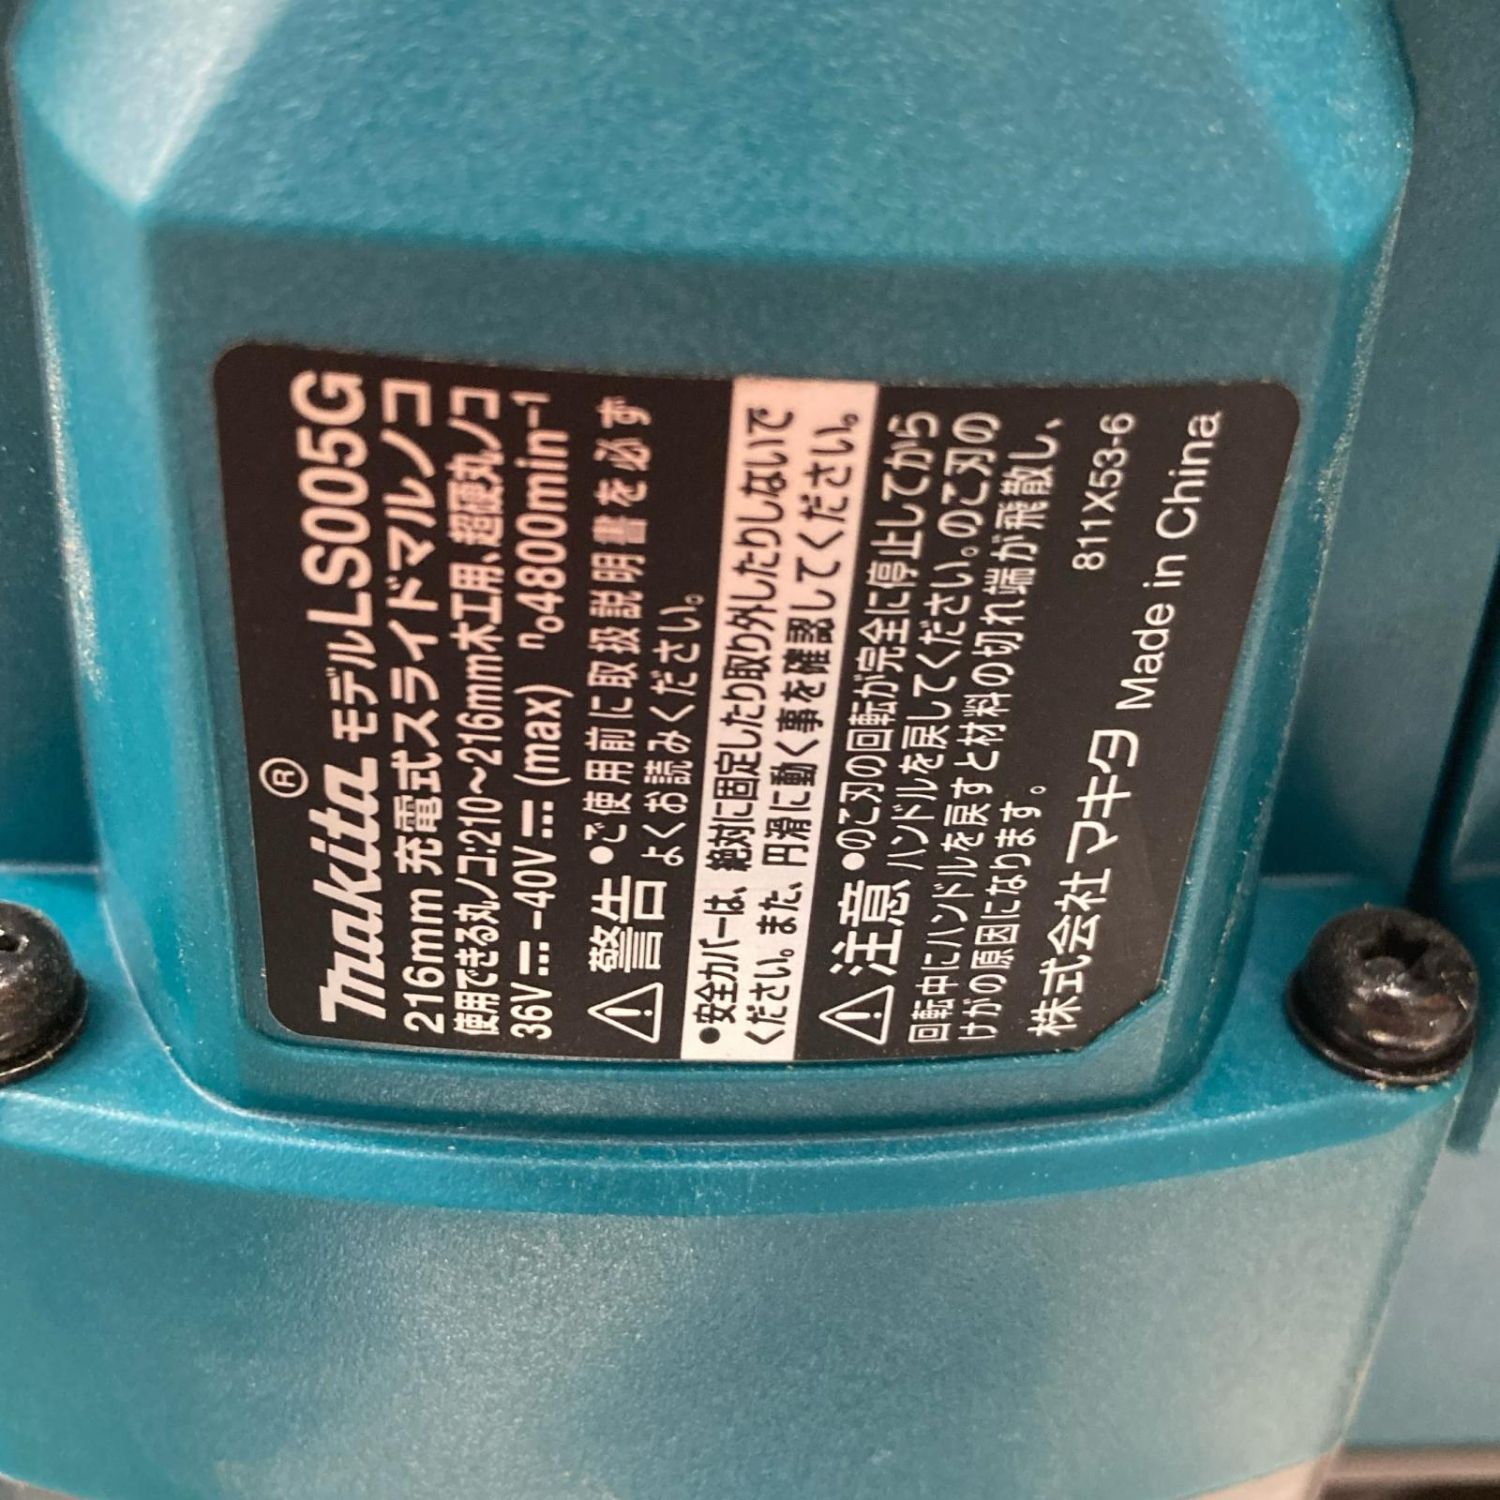 Makita® モデルLS005G
216mm 充電式スライドマルノコ
使用できる丸ノコ:210～216mm木工用、超硬丸ノコ
36V⎓-40V⎓(max) n₀4800min⁻¹
⚠警告 ●ご使用前に取扱説明書を必ず
よくお読みください。
●安全カバーは、絶対に固定したり取り外したりしないで
ください。また、円滑に動く事を確認してください。
⚠注意 ●のこ刃の回転が完全に停止してから
ハンドルを戻してください。のこ刃の
回転中にハンドルを戻すと材料の切れ端が飛散し、
けがの原因になります。
811X53-6
株式会社マキタ Made in China